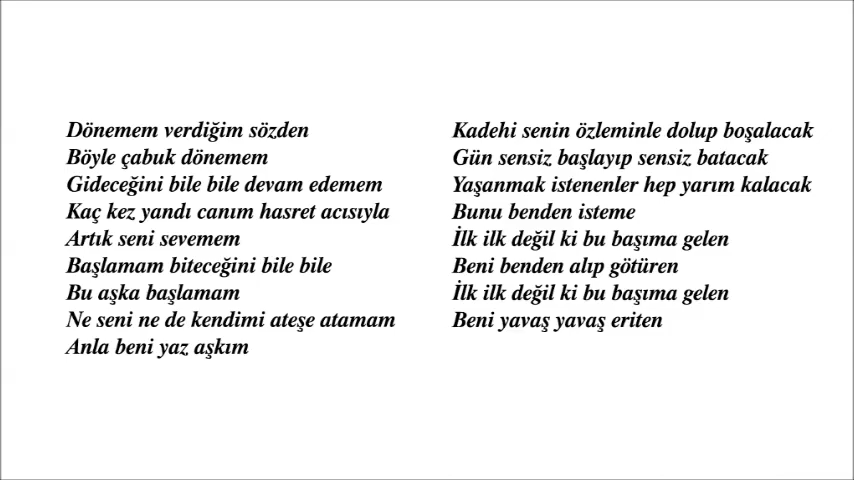 Dönemem verdiğim sözden
Böyle çabuk dönemem
Gideceğini bile bile devam edemem
Kaç kez yandı canım hasret acısıyla
Artık seni sevemem
Başlamam biteceğini bile bile
Bu aşka başlamam
Ne seni ne de kendimi ateşe atamam
Anla beni yaz aşkım
Kadehi senin özleminle dolup boşalacak
Gün sensiz başlayıp sensiz batacak
Yaşanmak istenenler hep yarım kalacak
Bunu benden isteme
İlk ilk değil ki bu başıma gelen
Beni benden alıp götüren
İlk ilk değil ki bu başıma gelen
Beni yavaş yavaş eriten